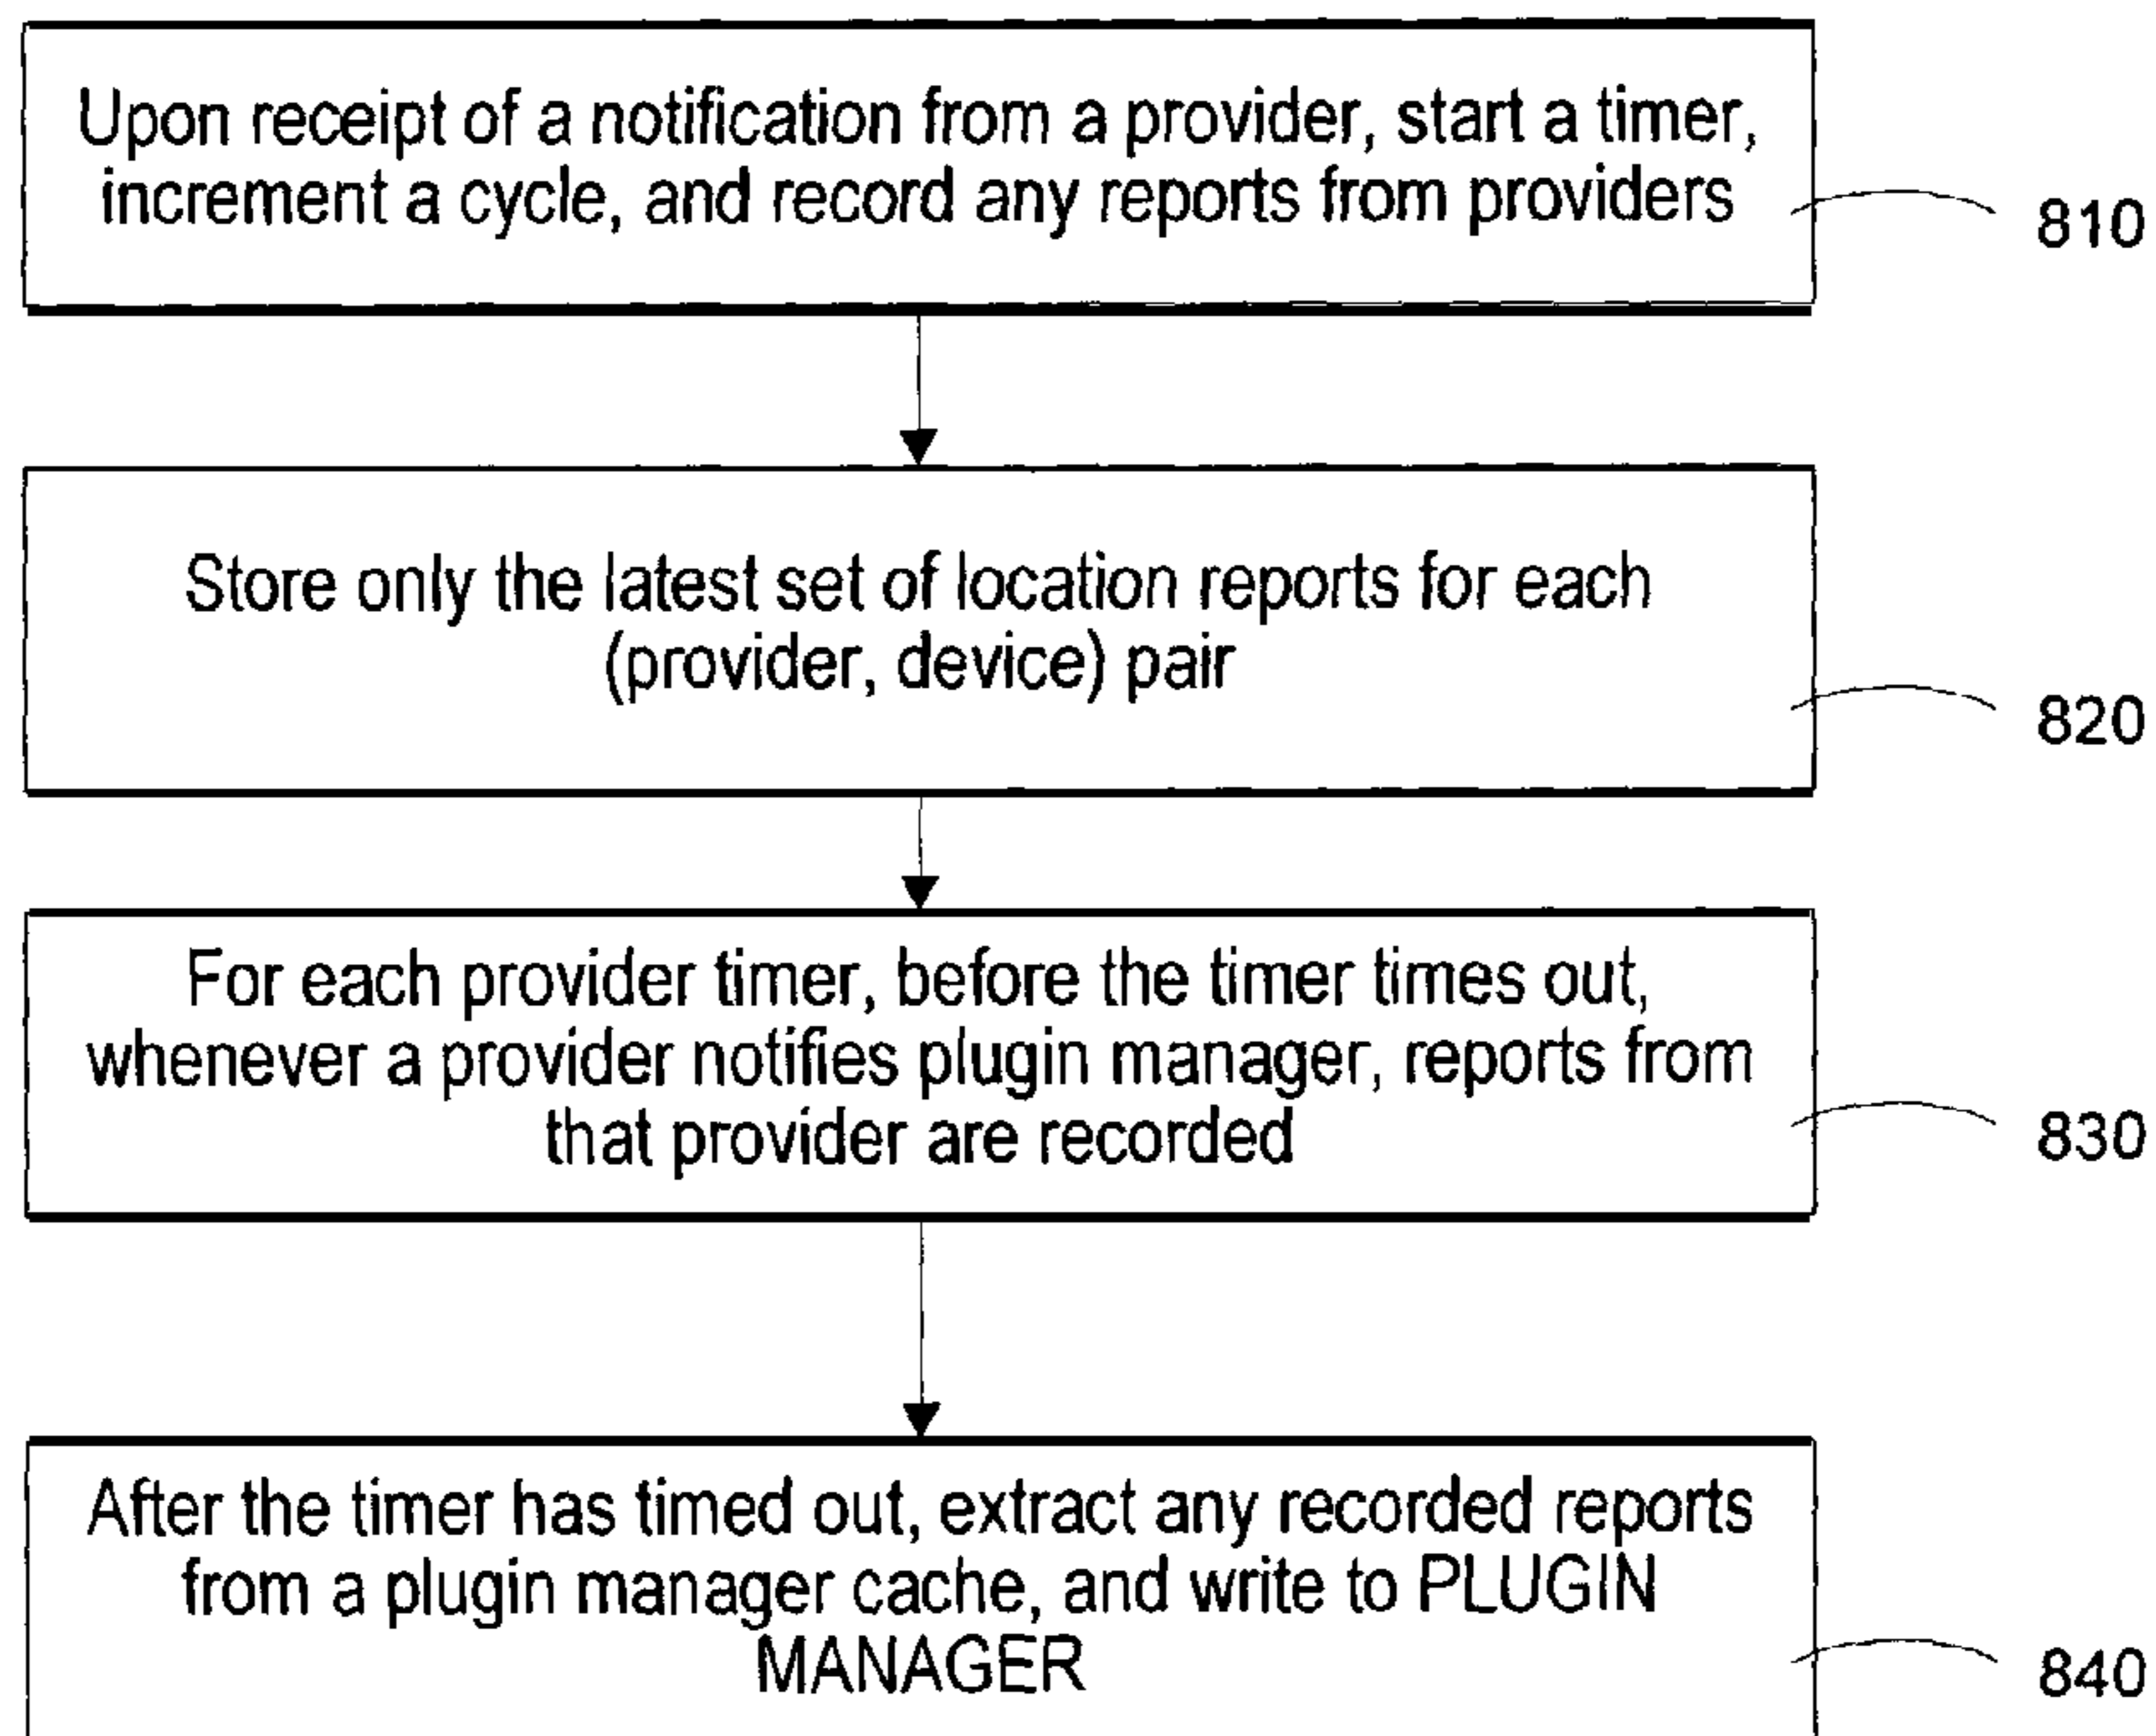 Upon receipt of a notification from a provider, start a timer,
increment a cycle, and record any reports from providers
810
Store only the latest set of location reports for each
(provider, device) pair
820
For each provider timer, before the timer times out,
whenever a provider notifies plugin manager, reports from
that provider are recorded
830
After the timer has timed out, extract any recorded reports
from a plugin manager cache, and write to PLUGIN
MANAGER
840